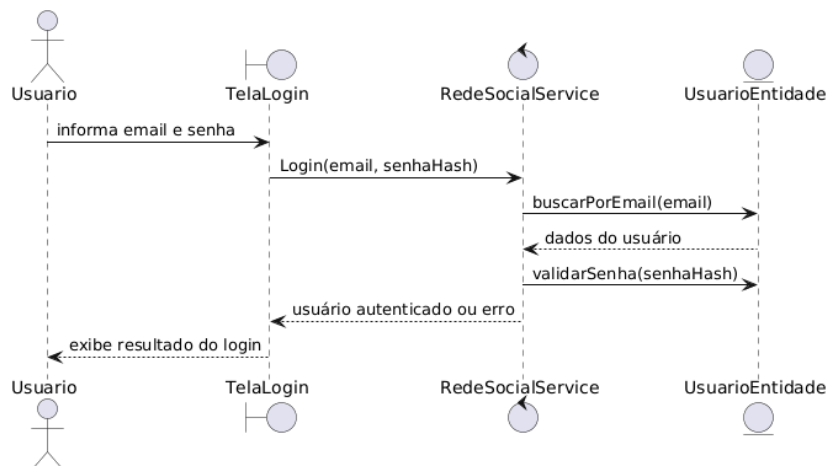 Usuario
TelaLogin
RedeSocialService
UsuarioEntidade
informa email e senha
Login(email, senhaHash)
buscarPorEmail(email)
dados do usuário
validarSenha(senhaHash)
usuário autenticado ou erro
exibe resultado do login
Usuario
TelaLogin
RedeSocialService
UsuarioEntidade